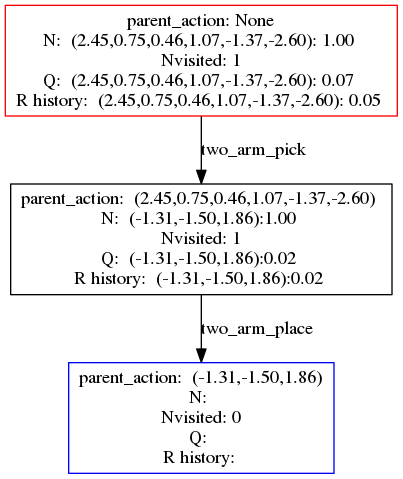 parent_action: None
N: (2.45,0.75,0.46,1.07,-1.37,-2.60): 1.00
Nvisited: 1
Q: (2.45,0.75,0.46,1.07,-1.37,-2.60): 0.07
R history: (2.45,0.75,0.46,1.07,-1.37,-2.60): 0.05
two_arm_pick
parent_action: (2.45,0.75,0.46,1.07,-1.37,-2.60)
N: (-1.31,-1.50,1.86):1.00
Nvisited: 1
Q: (-1.31,-1.50,1.86):0.02
R history: (-1.31,-1.50,1.86):0.02
two_arm_place
parent_action: (-1.31,-1.50,1.86)
N:
Nvisited: 0
Q:
R history: